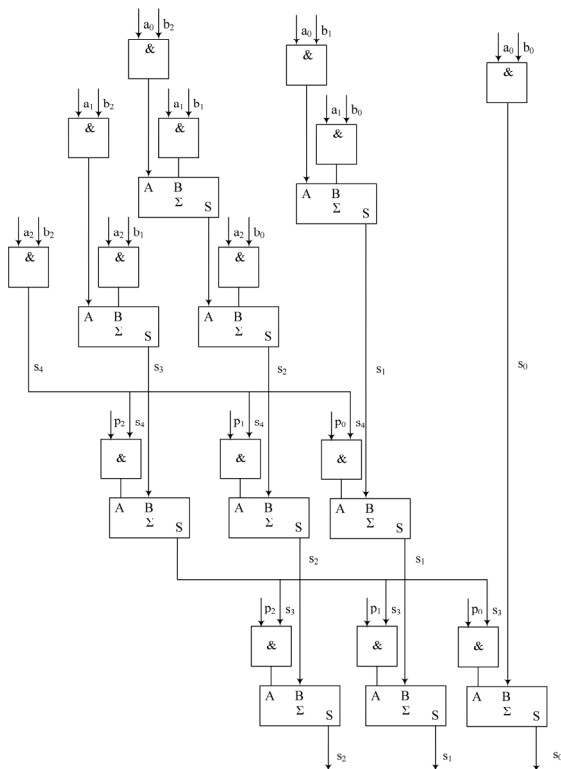 a0 b2
&
a0 b1
&
a0 b0
&
a1 b2
&
a1 b1
&
a1 b0
&
A B
Σ
S
A B
Σ
S
a2 b2
&
a2 b1
&
a2 b0
&
A B
Σ
S
A B
Σ
S
s4
s3
s2
s1
s0
p2 s4
&
p1 s4
&
p0 s4
&
A B
Σ
S
A B
Σ
S
A B
Σ
S
s2
s1
p2 s3
&
p1 s3
&
p0 s3
&
A B
Σ
S
A B
Σ
S
A B
Σ
S
s2
s1
s0